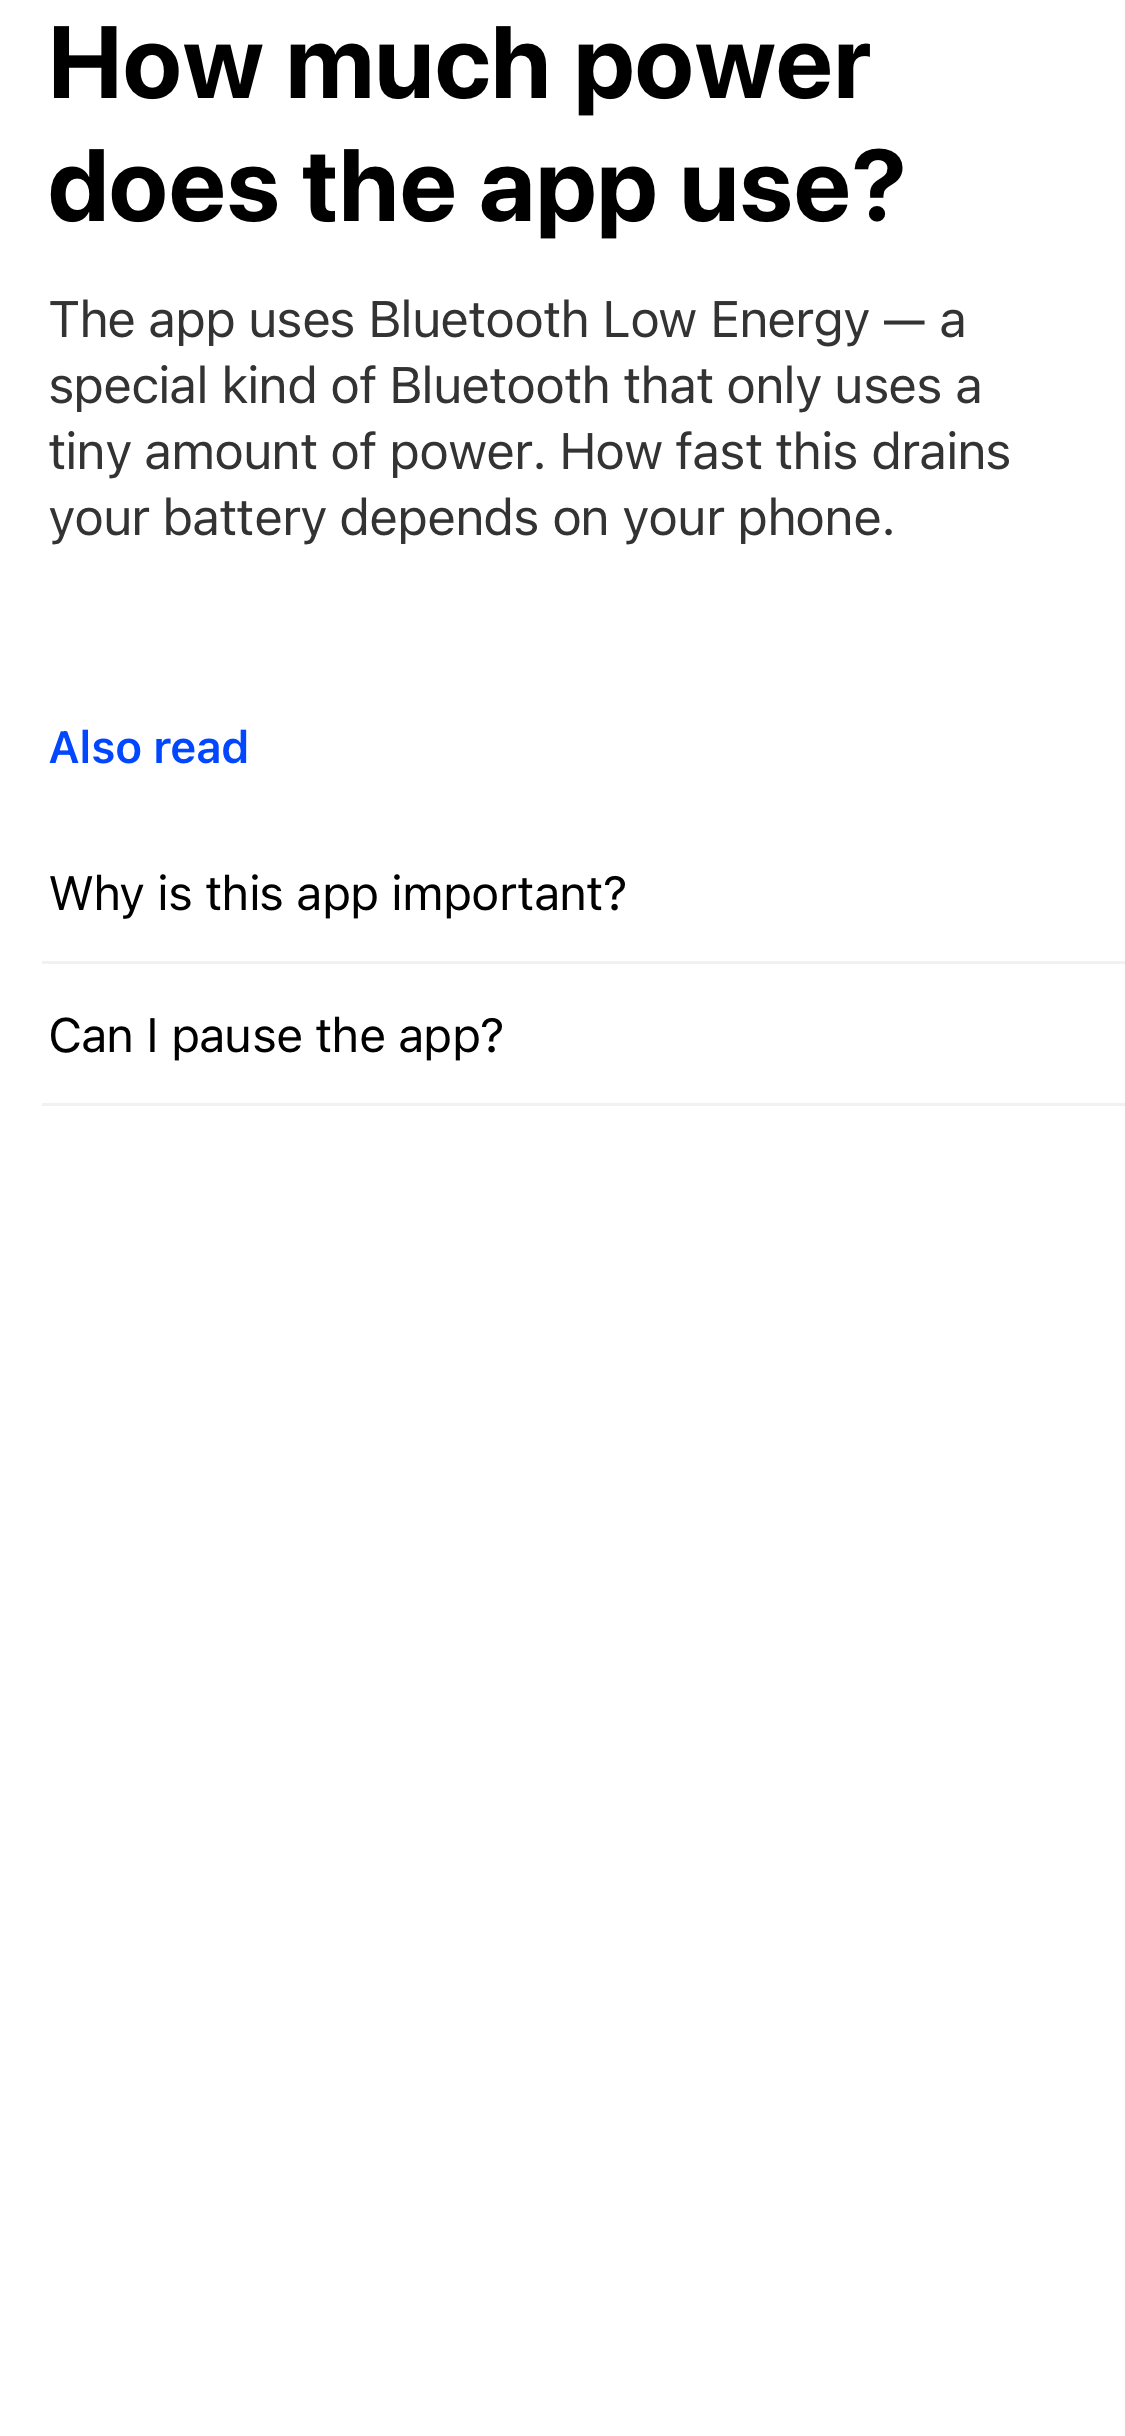 How much power
does the app use?
The app uses Bluetooth Low Energy — a
special kind of Bluetooth that only uses a
tiny amount of power. How fast this drains
your battery depends on your phone.
Also read
Why is this app important?
Can I pause the app?